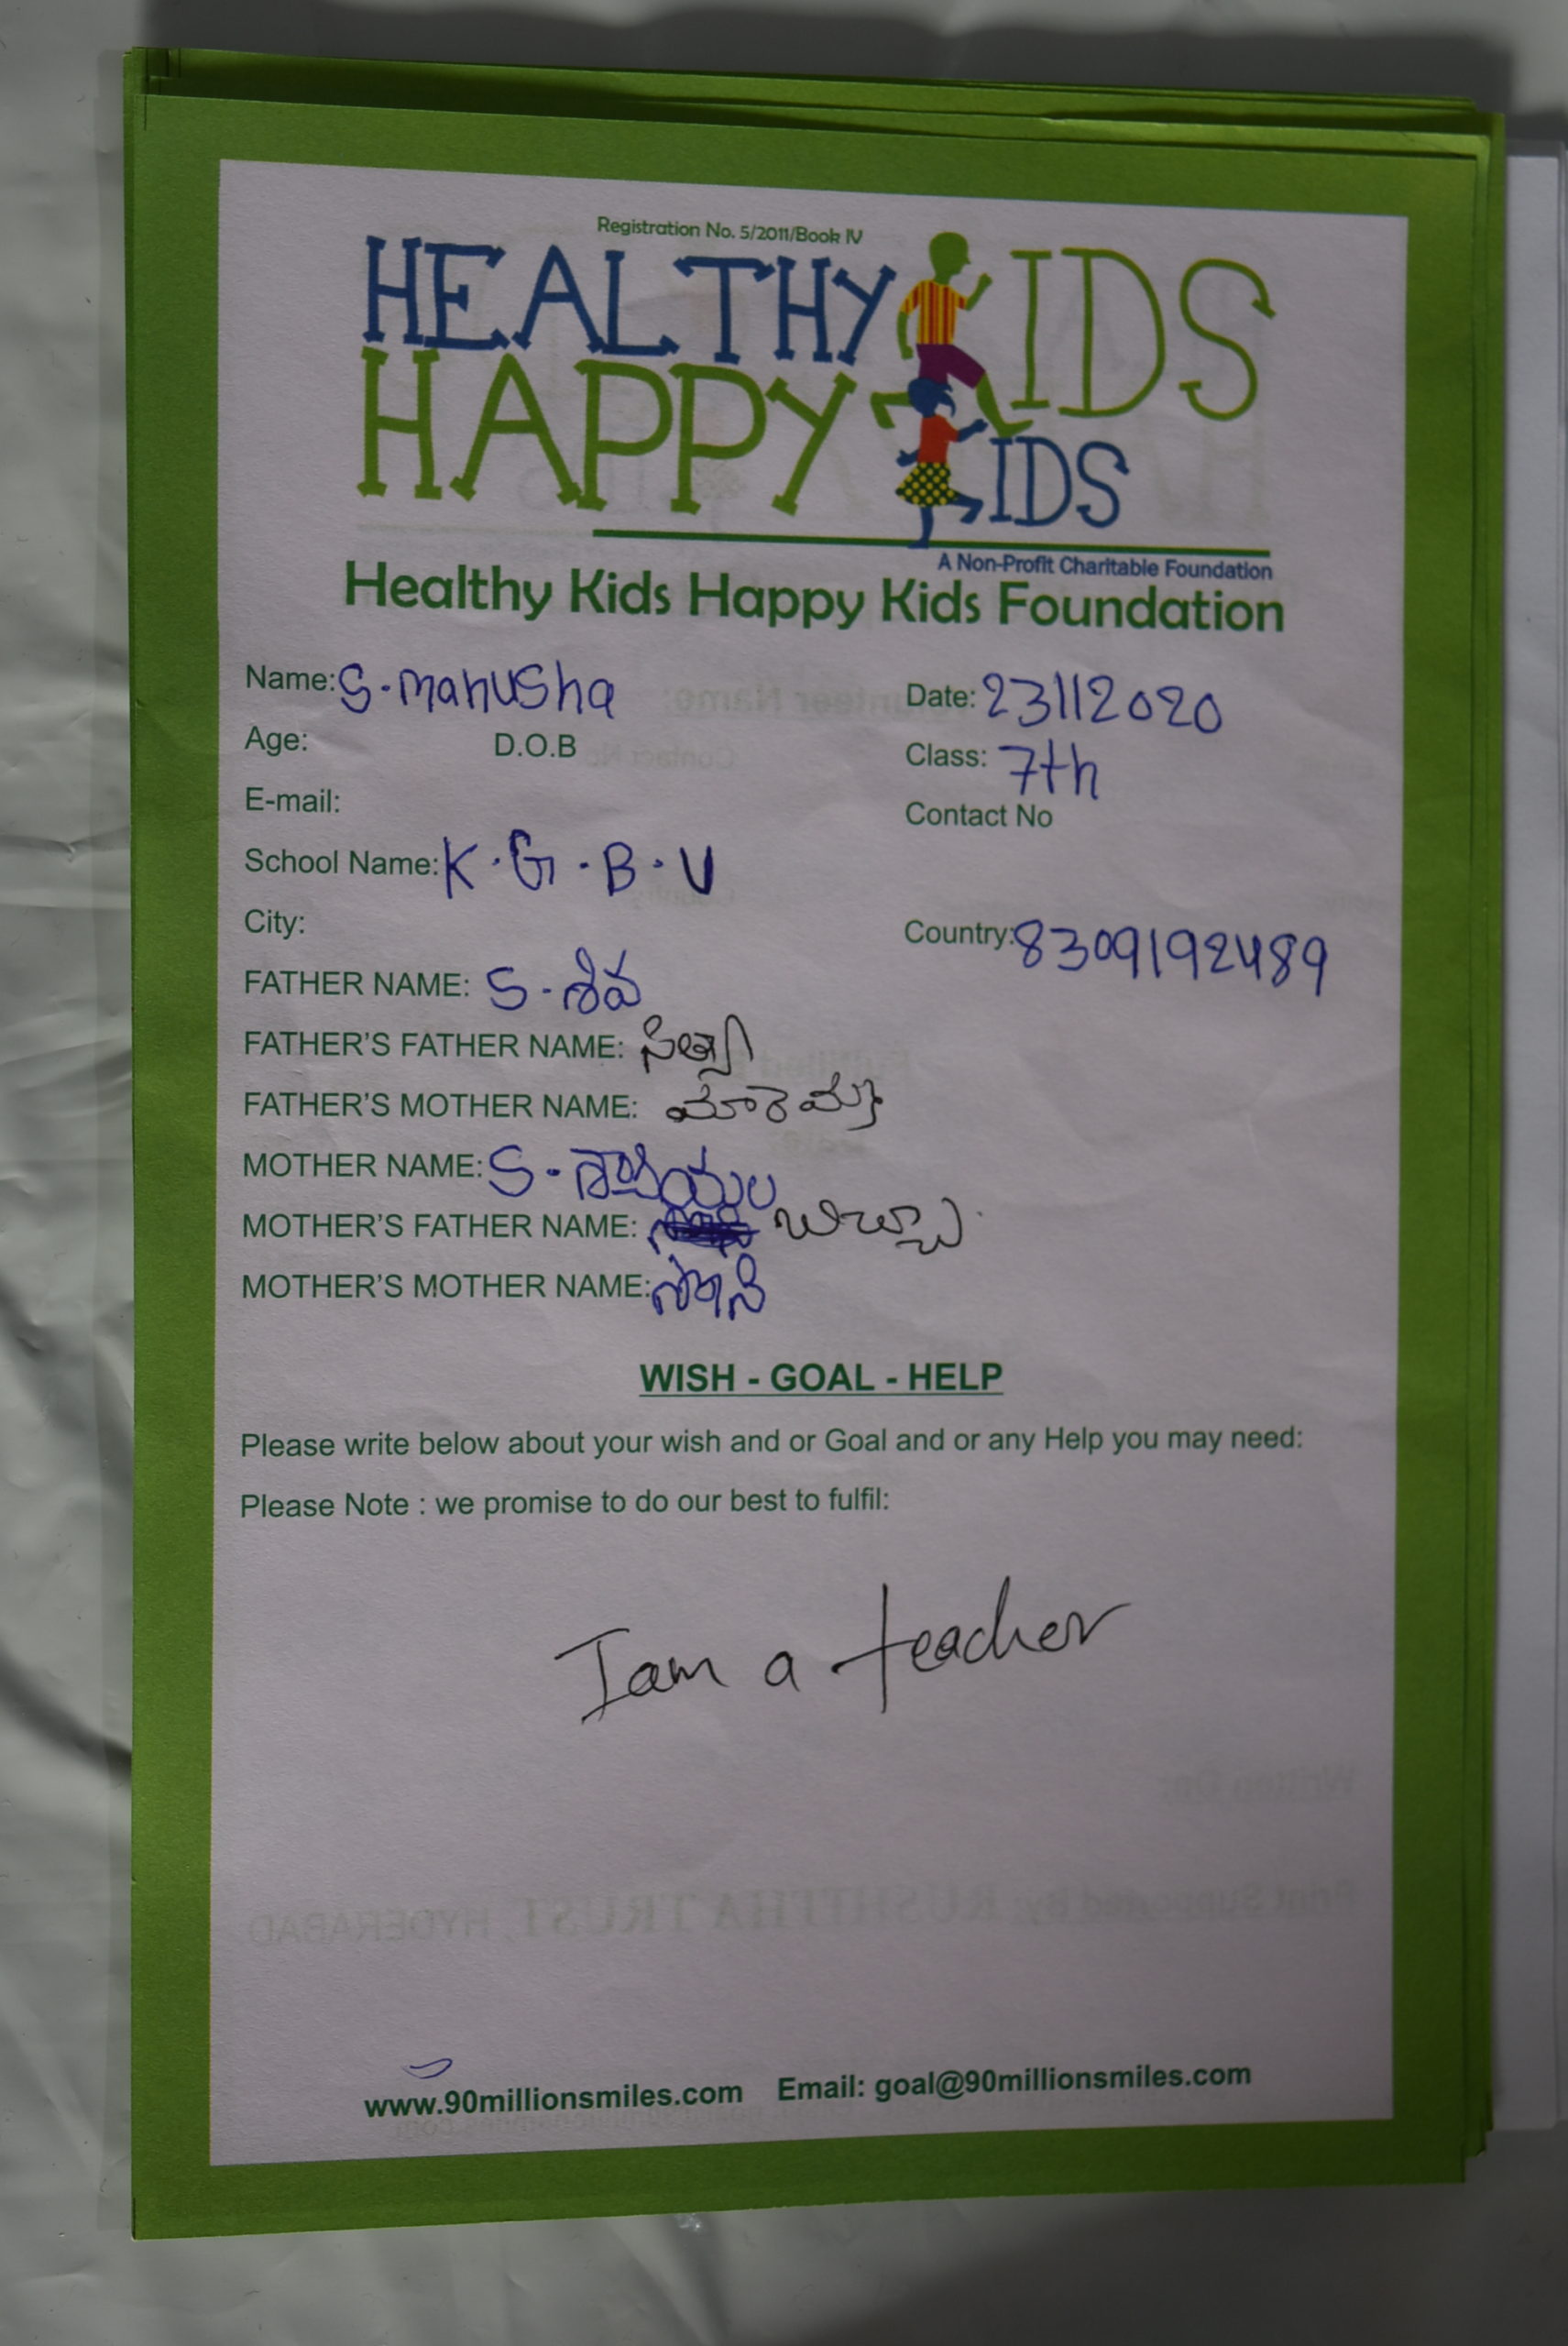 Registration No. 5/2011/Book IV
HEALTHY KIDS
HAPPY KIDS
A Non-Profit Charitable Foundation
Healthy Kids Happy Kids Foundation
Name: S. manusha Date: 23112020
Age: D.O.B Class: 7th
E-mail: Contact No
School Name: K. G. B. V
City: Country: 8309192489
FATHER NAME: S. శివ
FATHER'S FATHER NAME:
FATHER'S MOTHER NAME: మారెమ్మ
MOTHER NAME: S.
MOTHER'S FATHER NAME:
MOTHER'S MOTHER NAME:
WISH - GOAL - HELP
Please write below about your wish and or Goal and or any Help you may need:
Please Note : we promise to do our best to fulfil:
I am a teacher
www.90millionsmiles.com Email: goal@90millionsmiles.com